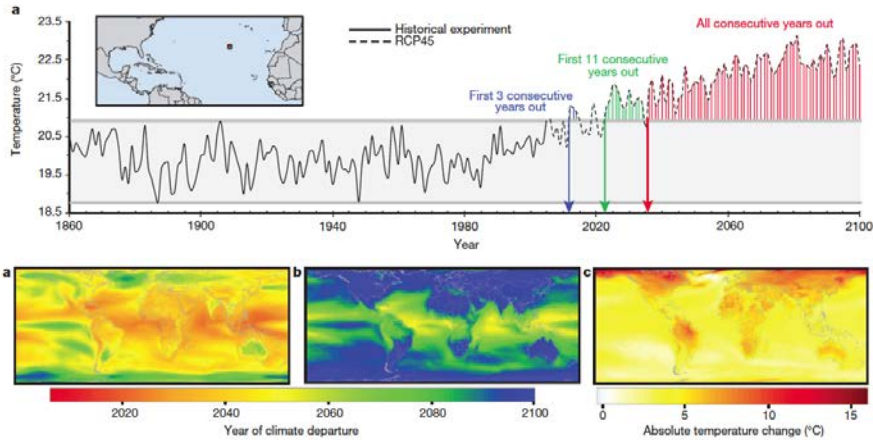 a
Historical experiment
RCP45
All consecutive years out
First 11 consecutive
years out
First 3 consecutive
years out
Temperature (°C)
23.5
22.5
21.5
20.5
19.5
18.5
1860
1900
1940
1980
2020
2060
2100
Year
a
b
c
2020
2040
2060
2080
2100
Year of climate departure
0
5
10
15
Absolute temperature change (°C)